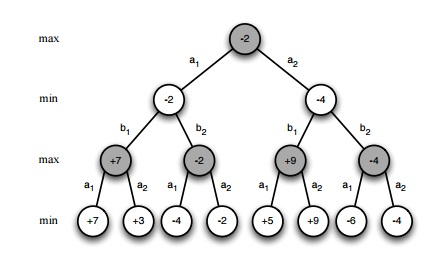 max -2
a1 a2
min -2 -4
b1 b2 b1 b2
max +7 -2 +9 -4
a1 a2 a1 a2 a1 a2 a1 a2
min +7 +3 -4 -2 +5 +9 -6 -4